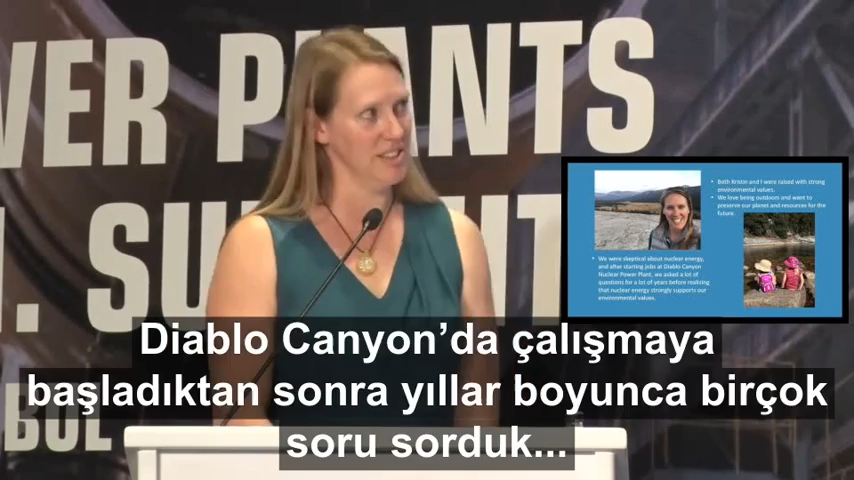 VER PLANTS
. SUMMIT
BUL
• Both Kristin and I were raised with strong
environmental values.
• We love being outdoors and want to
preserve our planet and resources for the
future.
• We were skeptical about nuclear energy,
and after starting jobs at Diablo Canyon
Nuclear Power Plant, we asked a lot of
questions for a lot of years before realizing
that nuclear energy strongly supports our
environmental values.
Diablo Canyon’da çalışmaya
başladıktan sonra yıllar boyunca birçok
soru sorduk...